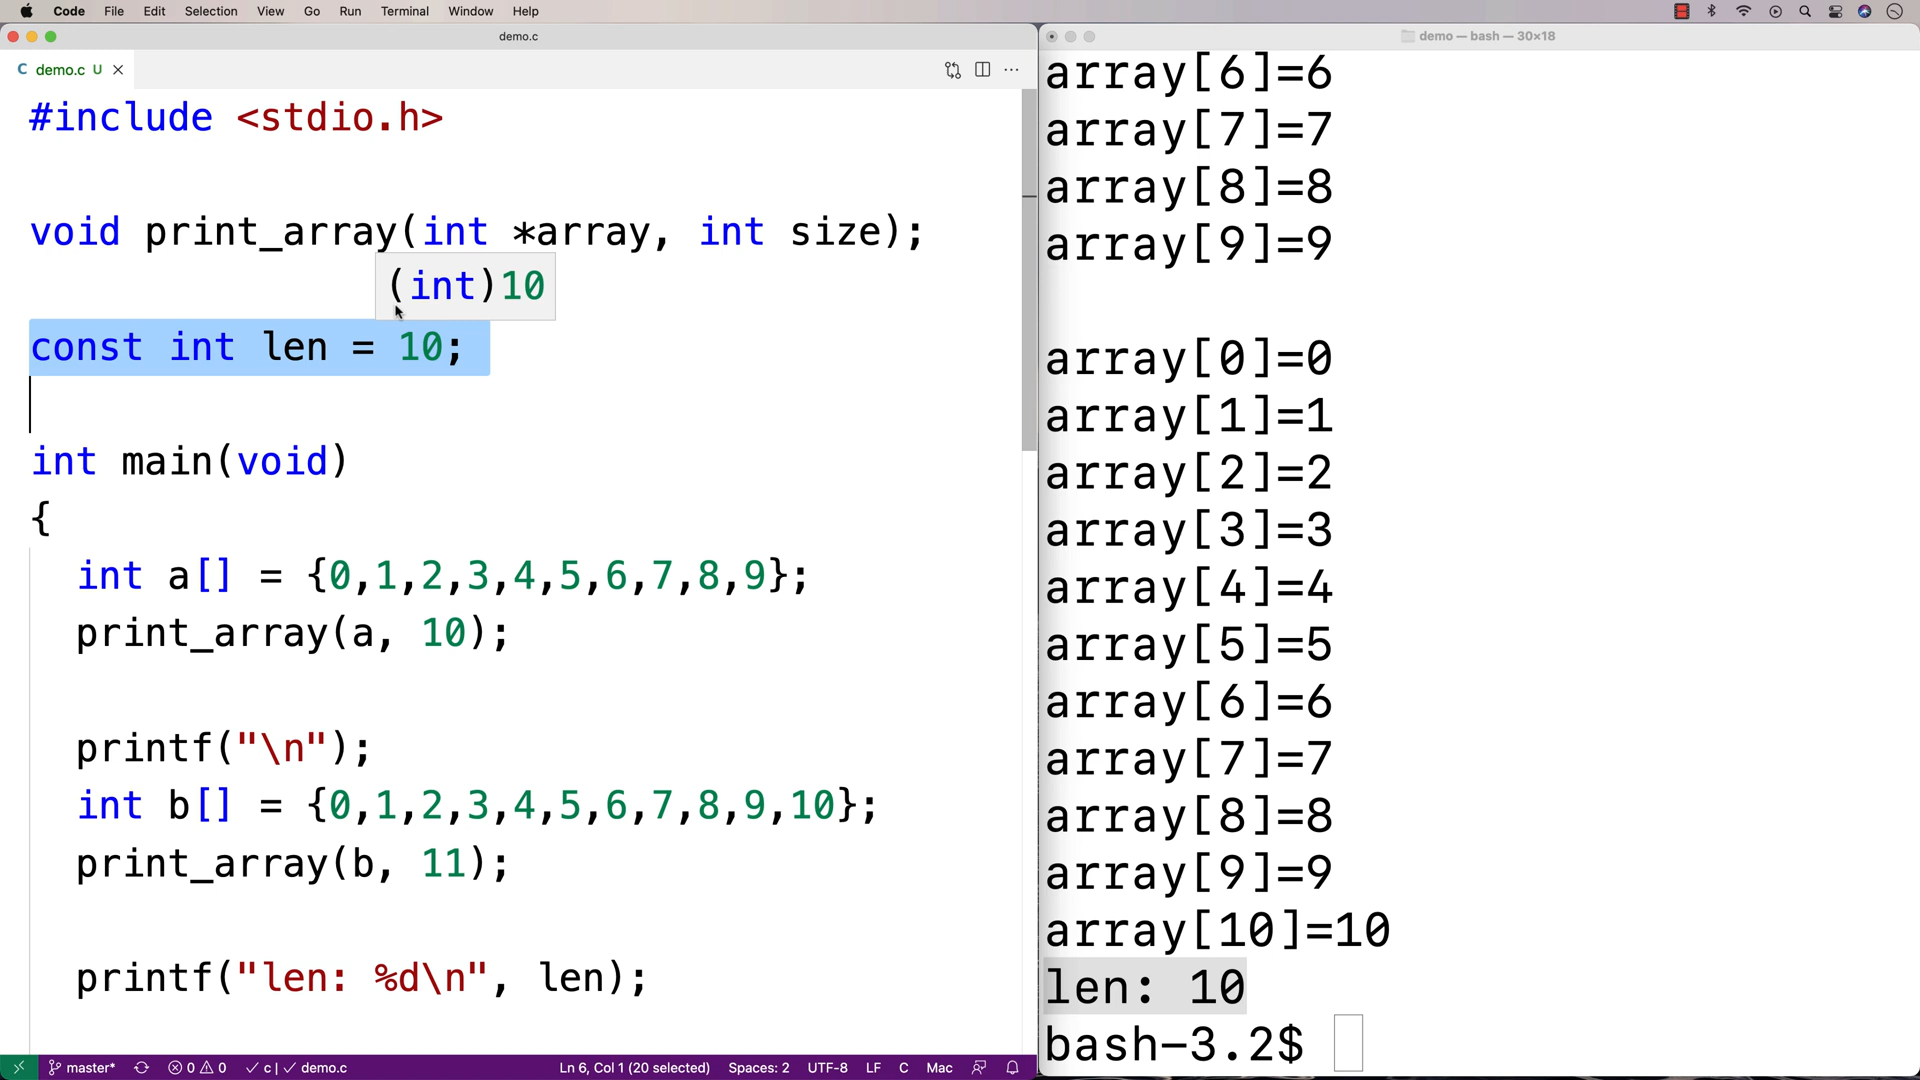 Code File Edit Selection View Go Run Terminal Window Help
demo.c
demo — bash — 30×18
C demo.c U
#include <stdio.h>
void print_array(int *array, int size);
(int)10
const int len = 10;
int main(void)
{
int a[] = {0,1,2,3,4,5,6,7,8,9};
print_array(a, 10);
printf("\n");
int b[] = {0,1,2,3,4,5,6,7,8,9,10};
print_array(b, 11);
printf("len: %d\n", len);
master* 0 0 c | demo.c Ln 6, Col 1 (20 selected) Spaces: 2 UTF-8 LF C Mac
array[6]=6
array[7]=7
array[8]=8
array[9]=9
array[0]=0
array[1]=1
array[2]=2
array[3]=3
array[4]=4
array[5]=5
array[6]=6
array[7]=7
array[8]=8
array[9]=9
array[10]=10
len: 10
bash-3.2$